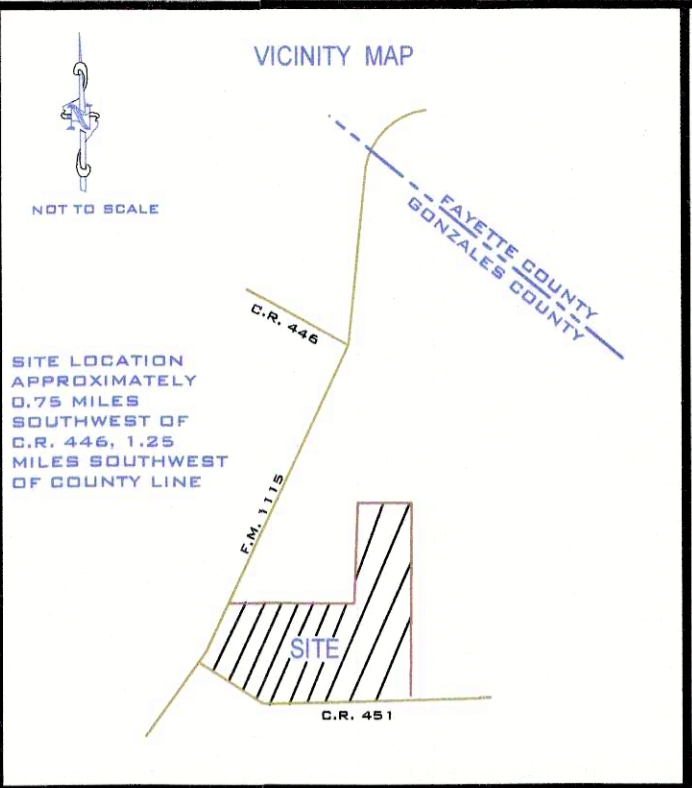 VICINITY MAP
N
NOT TO SCALE
FAYETTE COUNTY
GONZALES COUNTY
C.R. 446
SITE LOCATION
APPROXIMATELY
0.75 MILES
SOUTHWEST OF
C.R. 446, 1.25
MILES SOUTHWEST
OF COUNTY LINE
F.M. 1115
SITE
C.R. 451